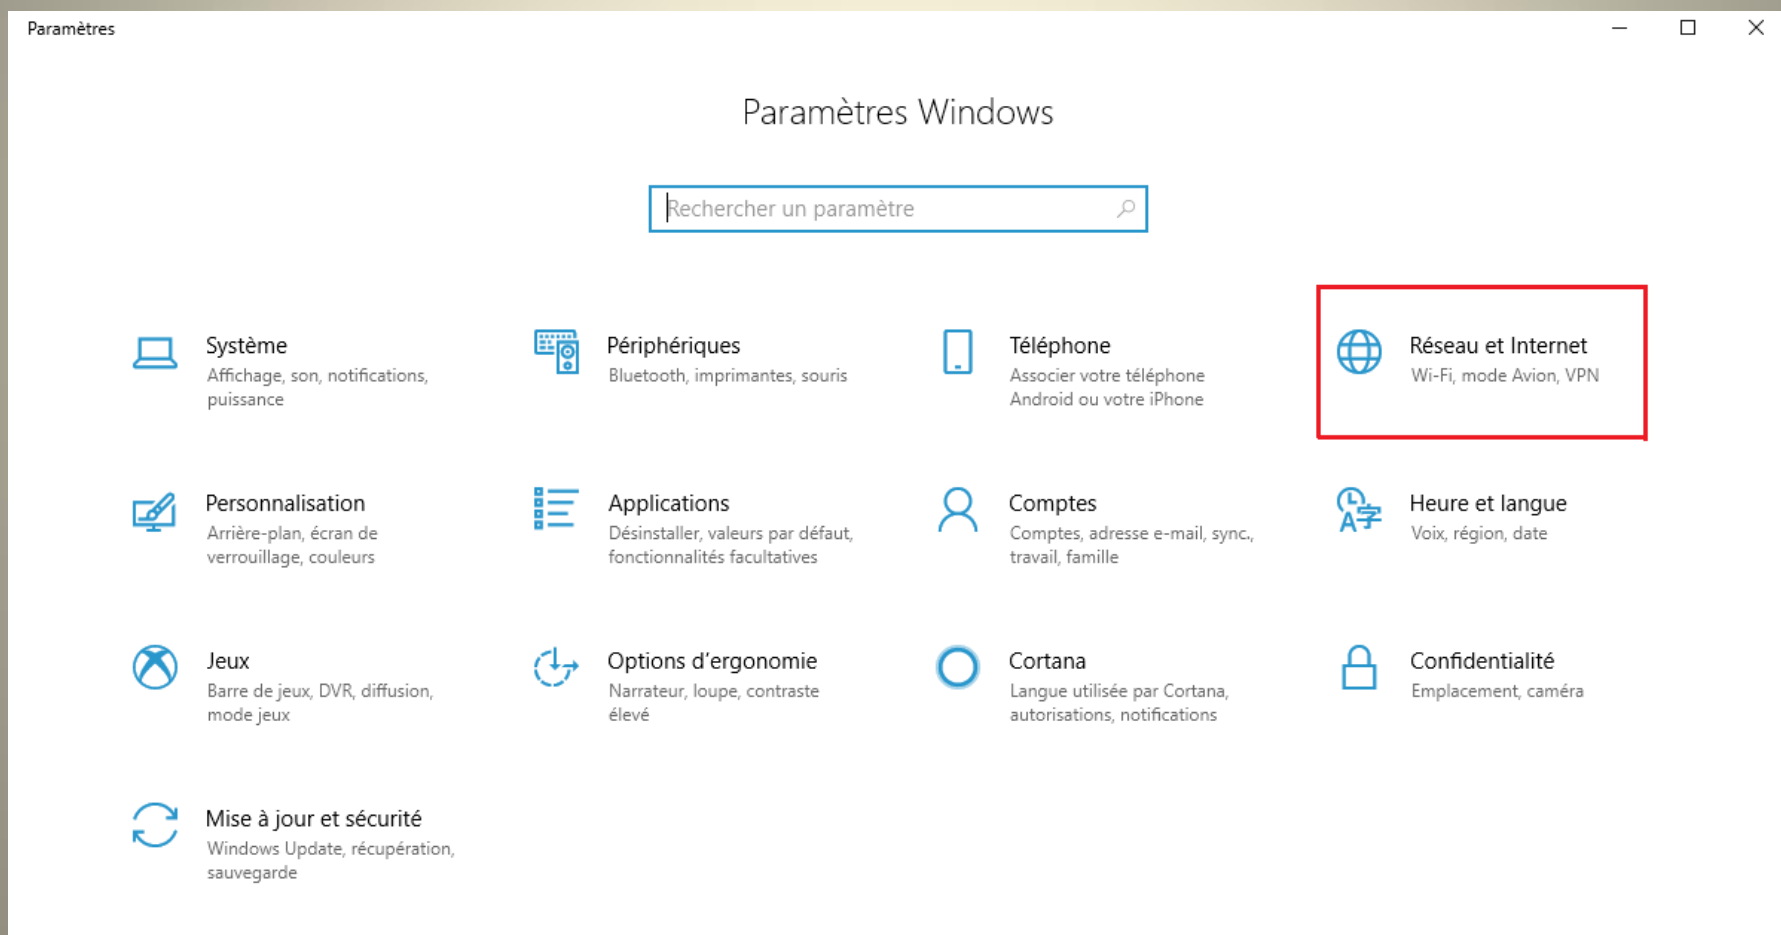 Paramètres
Paramètres Windows
Rechercher un paramètre
Système
Affichage, son, notifications,
puissance
Périphériques
Bluetooth, imprimantes, souris
Téléphone
Associer votre téléphone
Android ou votre iPhone
Réseau et Internet
Wi-Fi, mode Avion, VPN
Personnalisation
Arrière-plan, écran de
verrouillage, couleurs
Applications
Désinstaller, valeurs par défaut,
fonctionnalités facultatives
Comptes
Comptes, adresse e-mail, sync.,
travail, famille
Heure et langue
Voix, région, date
Jeux
Barre de jeux, DVR, diffusion,
mode jeux
Options d'ergonomie
Narrateur, loupe, contraste
élevé
Cortana
Langue utilisée par Cortana,
autorisations, notifications
Confidentialité
Emplacement, caméra
Mise à jour et sécurité
Windows Update, récupération,
sauvegarde